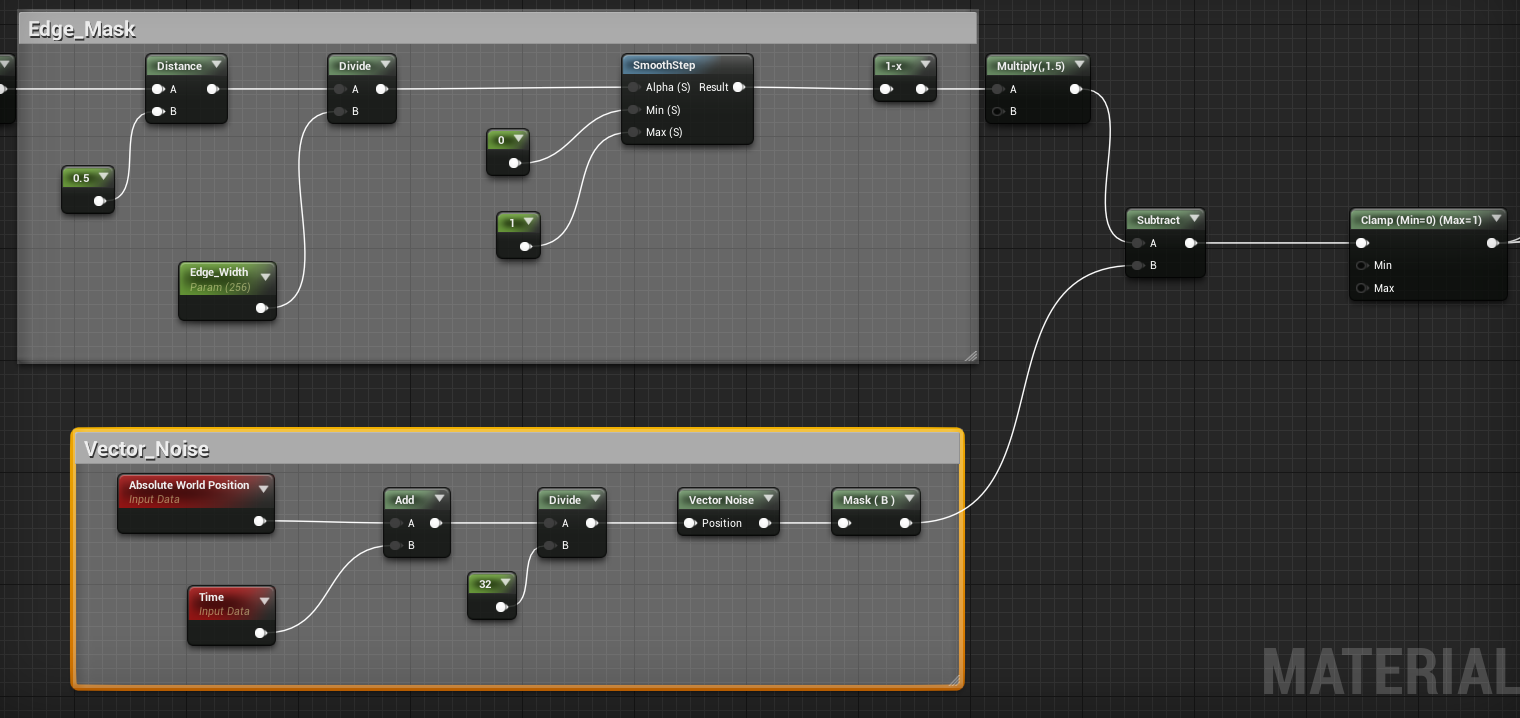 Edge_Mask
Distance
A
B
0.5
Divide
A
B
Edge_Width
Param (256)
SmoothStep
Alpha (S) Result
Min (S)
Max (S)
0
1
1-x
Multiply(,1.5)
A
B
Subtract
A
B
Clamp (Min=0) (Max=1)
Min
Max
Vector_Noise
Absolute World Position
Input Data
Time
Input Data
Add
A
B
Divide
A
B
32
Vector Noise
Position
Mask ( B )
MATERIAL